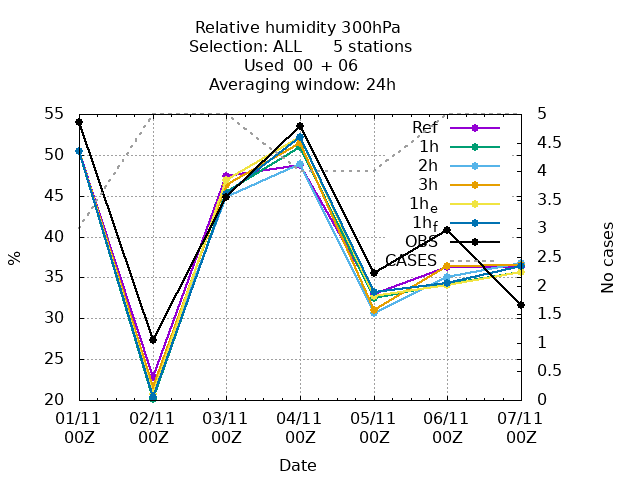 Relative humidity 300hPa
Selection: ALL 5 stations
Used 00 + 06
Averaging window: 24h
%
55
50
45
40
35
30
25
20
5
4.5
4
3.5
3
2.5
2
1.5
1
0.5
0
No cases
Ref
1h
2h
3h
1he
1hf
OBS
CASES
01/11 02/11 03/11 04/11 05/11 06/11 07/11
00Z 00Z 00Z 00Z 00Z 00Z 00Z
Date